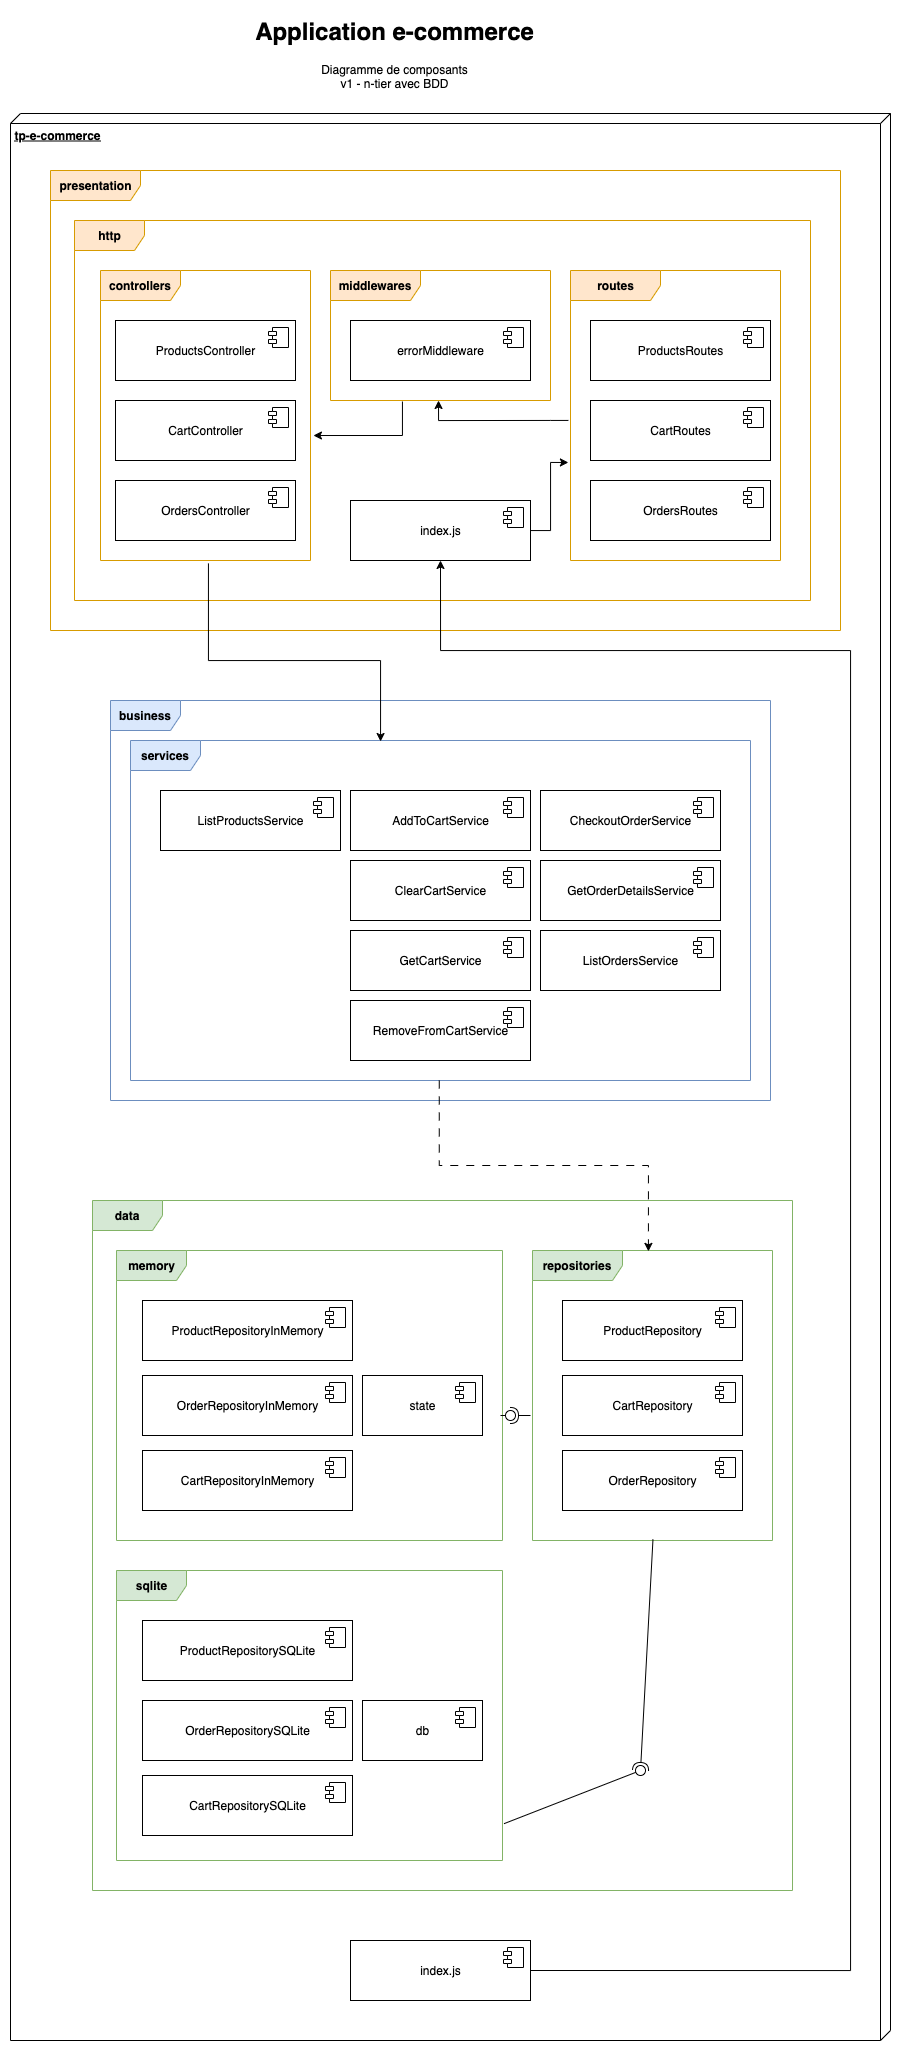 Application e-commerce
Diagramme de composants
v1 - n-tier avec BDD
tp-e-commerce
presentation
http
controllers
ProductsController
CartController
OrdersController
middlewares
errorMiddleware
index.js
routes
ProductsRoutes
CartRoutes
OrdersRoutes
business
services
ListProductsService
AddToCartService
CheckoutOrderService
ClearCartService
GetOrderDetailsService
GetCartService
ListOrdersService
RemoveFromCartService
data
memory
ProductRepositoryInMemory
OrderRepositoryInMemory
state
CartRepositoryInMemory
repositories
ProductRepository
CartRepository
OrderRepository
sqlite
ProductRepositorySQLite
OrderRepositorySQLite
db
CartRepositorySQLite
index.js